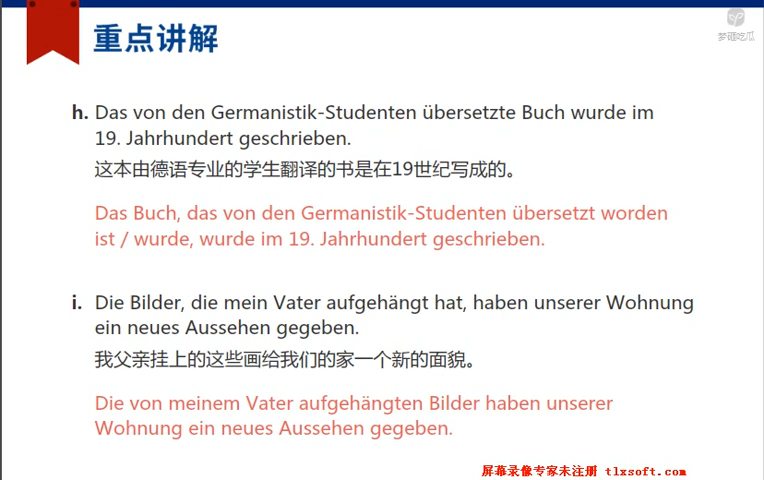 重点讲解
梦砸吃瓜
h. Das von den Germanistik-Studenten übersetzte Buch wurde im
19. Jahrhundert geschrieben.
这本由德语专业的学生翻译的书是在19世纪写成的。
Das Buch, das von den Germanistik-Studenten übersetzt worden
ist / wurde, wurde im 19. Jahrhundert geschrieben.
i. Die Bilder, die mein Vater aufgehängt hat, haben unserer Wohnung
ein neues Aussehen gegeben.
我父亲挂上的这些画给我们的家一个新的面貌。
Die von meinem Vater aufgehängten Bilder haben unserer
Wohnung ein neues Aussehen gegeben.
屏幕录像专家未注册 tlxsoft.com